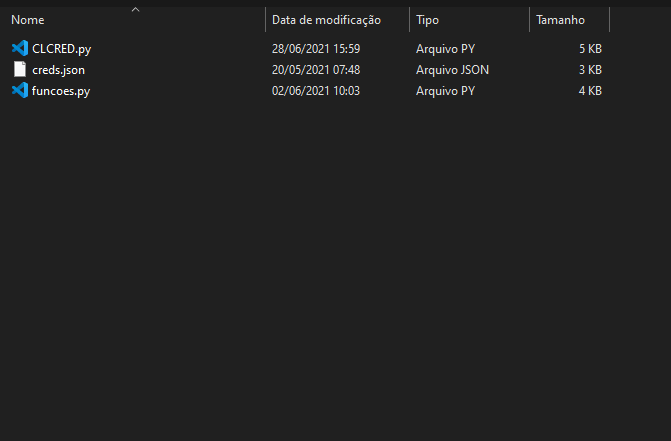 Nome Data de modificação Tipo Tamanho
CLCRED.py 28/06/2021 15:59 Arquivo PY 5 KB
creds.json 20/05/2021 07:48 Arquivo JSON 3 KB
funcoes.py 02/06/2021 10:03 Arquivo PY 4 KB